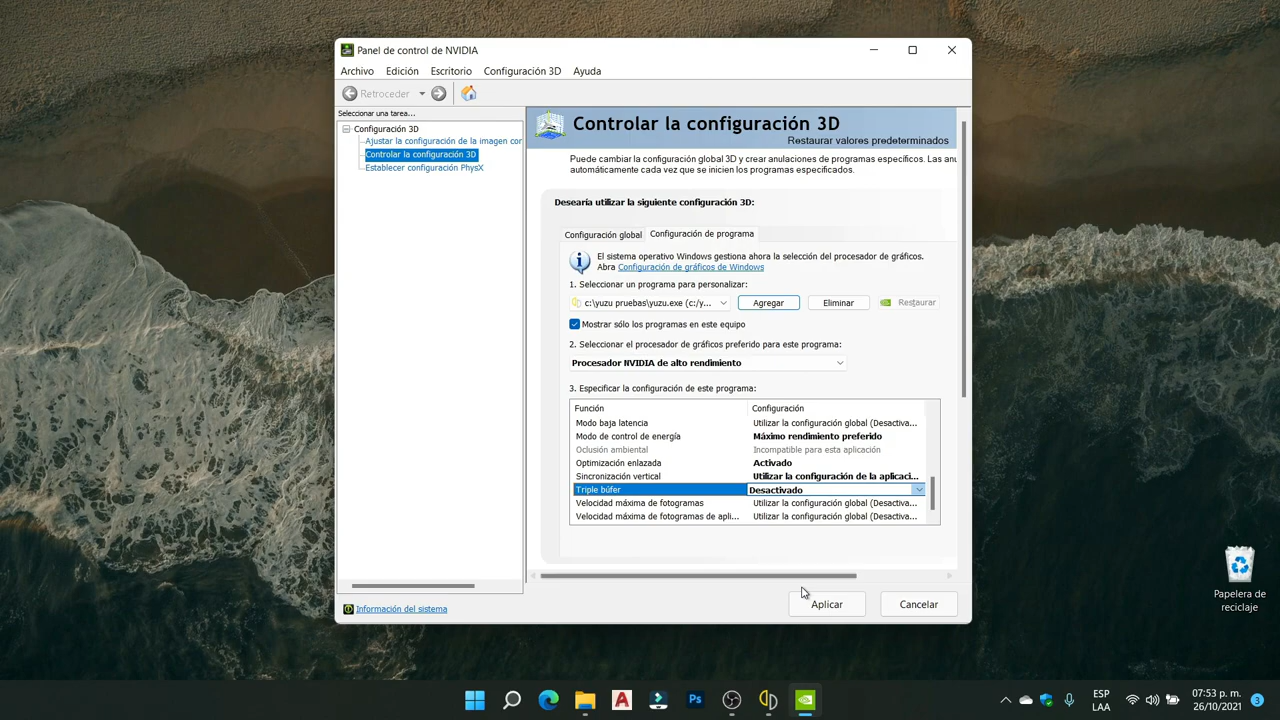 Panel de control de NVIDIA
Archivo Edición Escritorio Configuración 3D Ayuda
Retroceder
Seleccionar una tarea...
Configuración 3D
Ajustar la configuración de la imagen cor
Controlar la configuración 3D
Establecer configuración PhysX
Información del sistema
Controlar la configuración 3D
Restaurar valores predeterminados
Puede cambiar la configuración global 3D y crear anulaciones de programas específicos. Las anu
automáticamente cada vez que se inicien los programas especificados.
Desearía utilizar la siguiente configuración 3D:
Configuración global Configuración de programa
El sistema operativo Windows gestiona ahora la selección del procesador de gráficos.
Abra Configuración de gráficos de Windows
1. Seleccionar un programa para personalizar:
c:\yuzu pruebas\yuzu.exe (c:/y... Agregar Eliminar Restaurar
Mostrar sólo los programas en este equipo
2. Seleccionar el procesador de gráficos preferido para este programa:
Procesador NVIDIA de alto rendimiento
3. Especificar la configuración de este programa:
Función Configuración
Modo baja latencia Utilizar la configuración global (Desactiva...
Modo de control de energía Máximo rendimiento preferido
Oclusión ambiental Incompatible para esta aplicación
Optimización enlazada Activado
Sincronización vertical Utilizar la configuración de la aplicaci...
Triple búfer Desactivado
Velocidad máxima de fotogramas Utilizar la configuración global (Desactiva...
Velocidad máxima de fotogramas de apli... Utilizar la configuración global (Desactiva...
Aplicar Cancelar
Papelera de
reciclaje
A
Ps
ESP
LAA
07:53 p. m.
26/10/2021
3